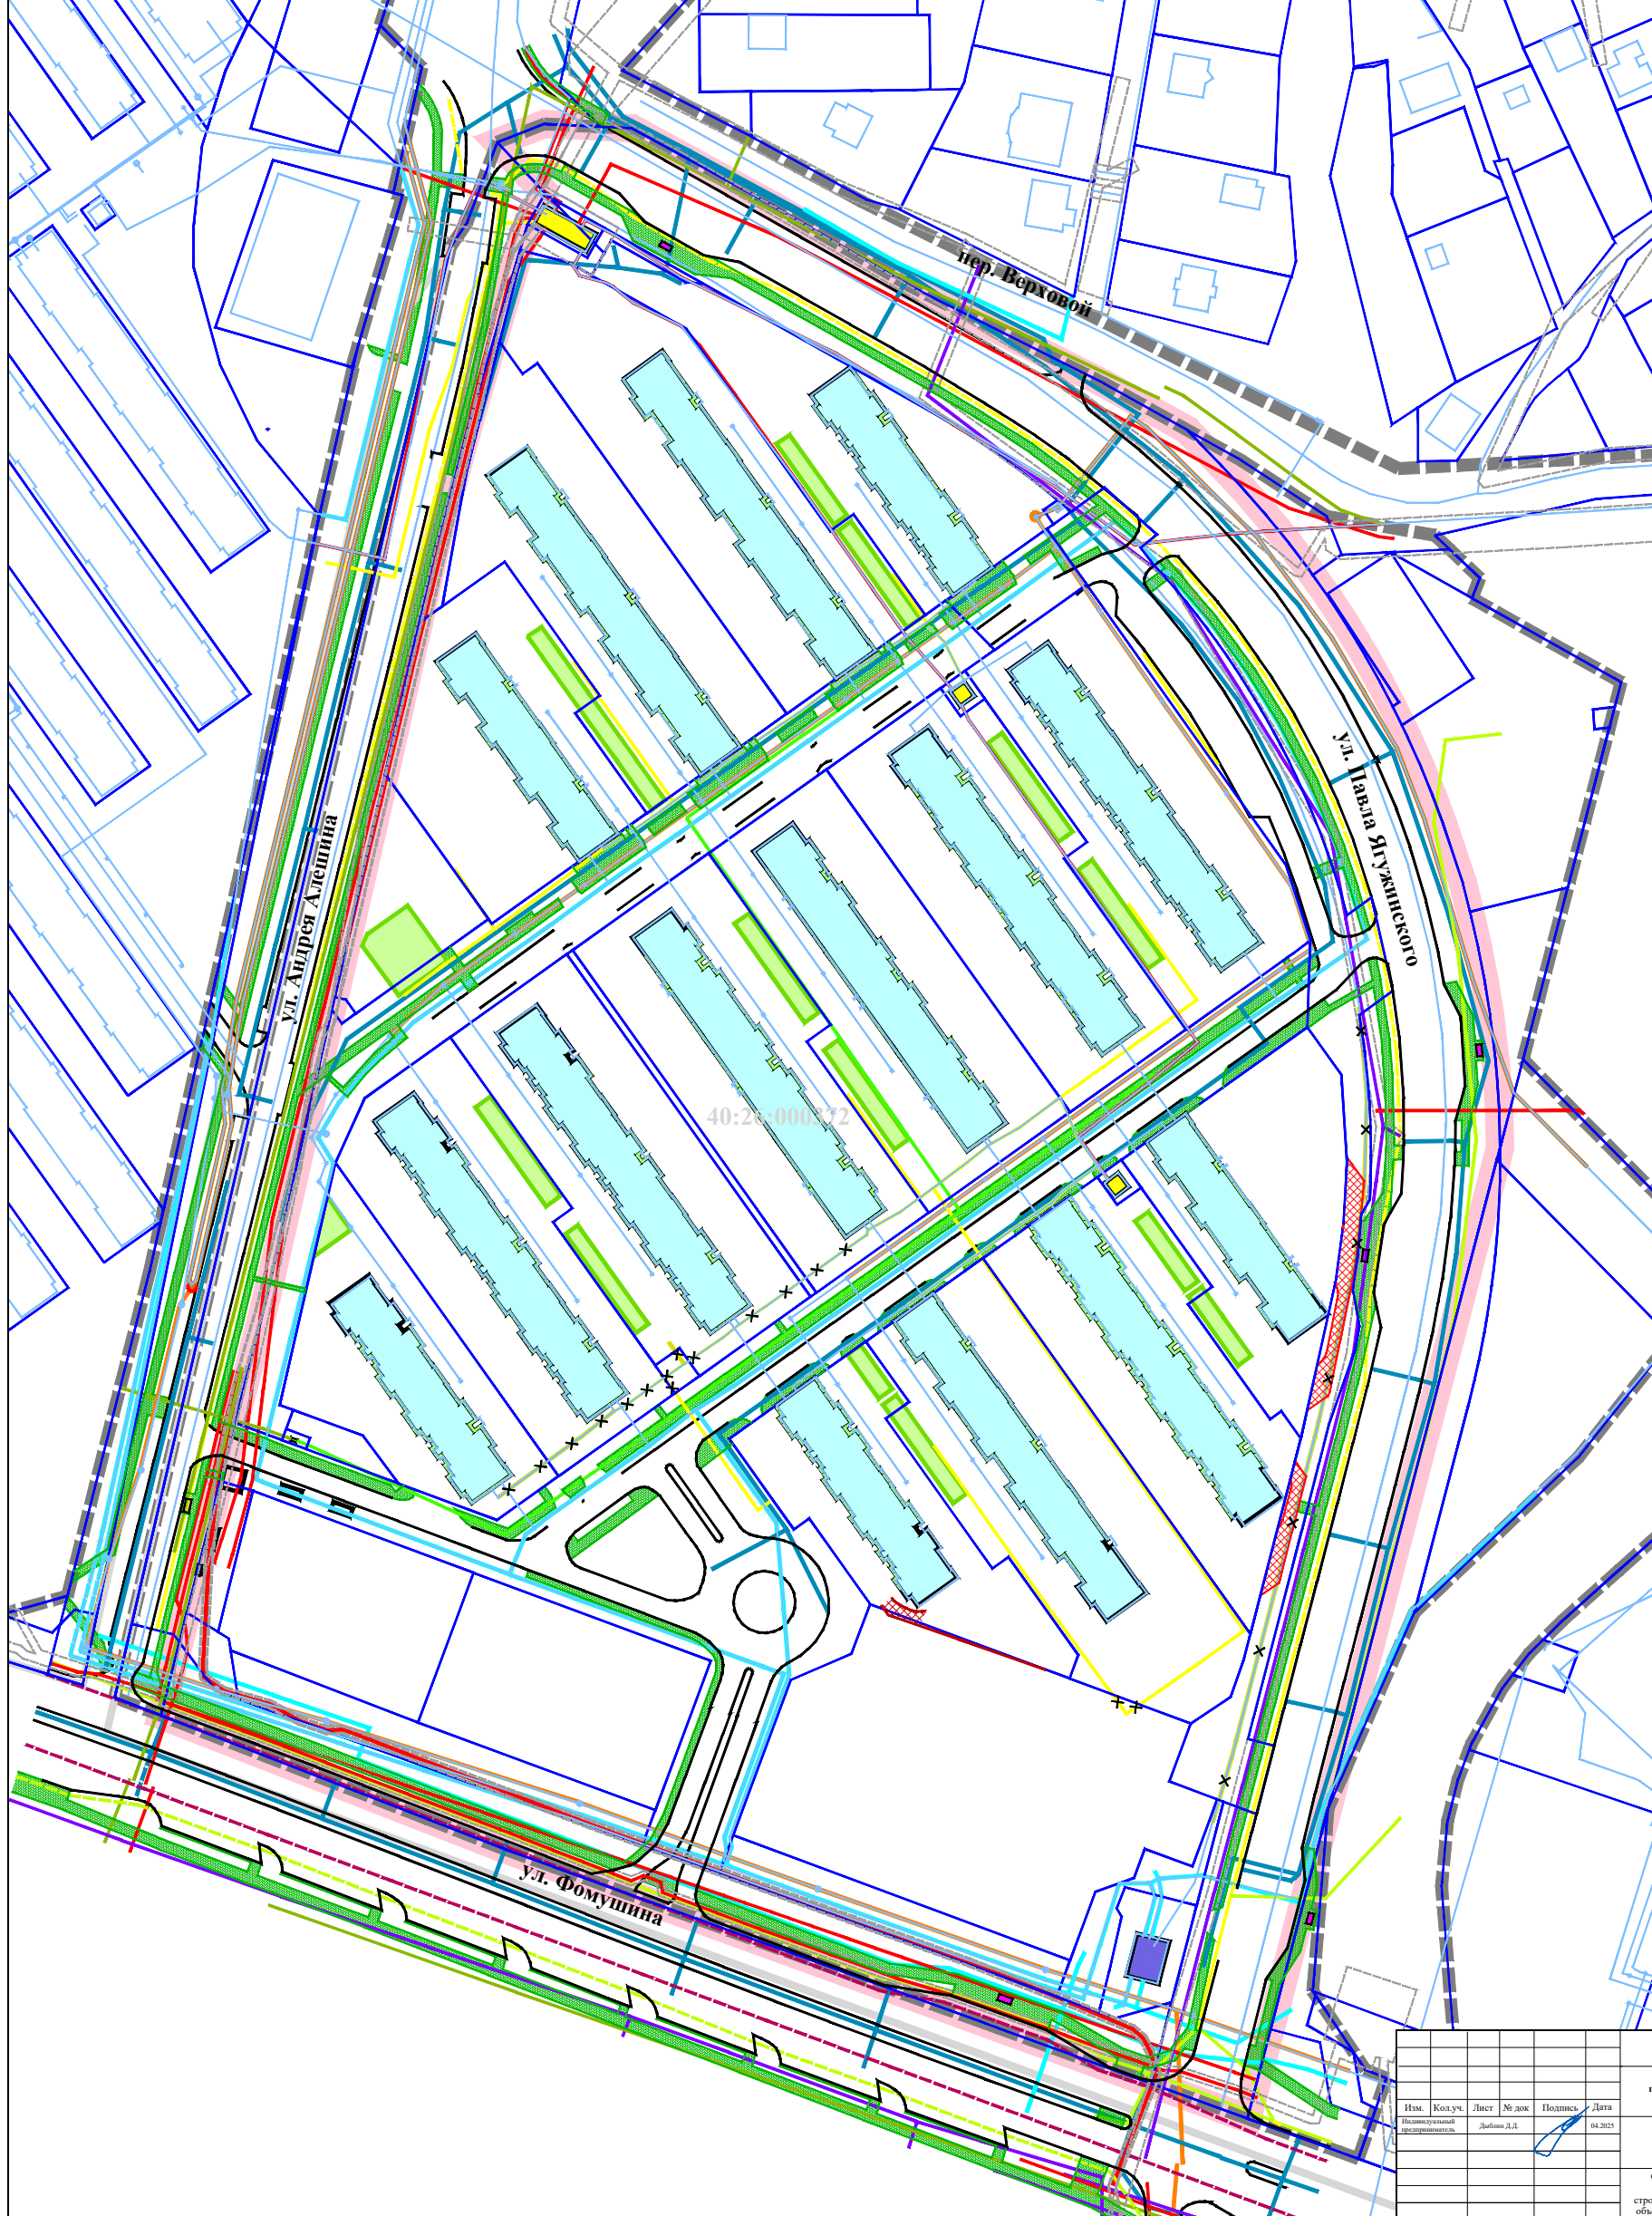 пер. Верховой
ул. Павла Ягужинского
ул. Андрея Алешина
40:26:000372
ул. Фомушина
Изм. Кол.уч. Лист № док Подпись Дата
Индивидуальный предприниматель
04.2025